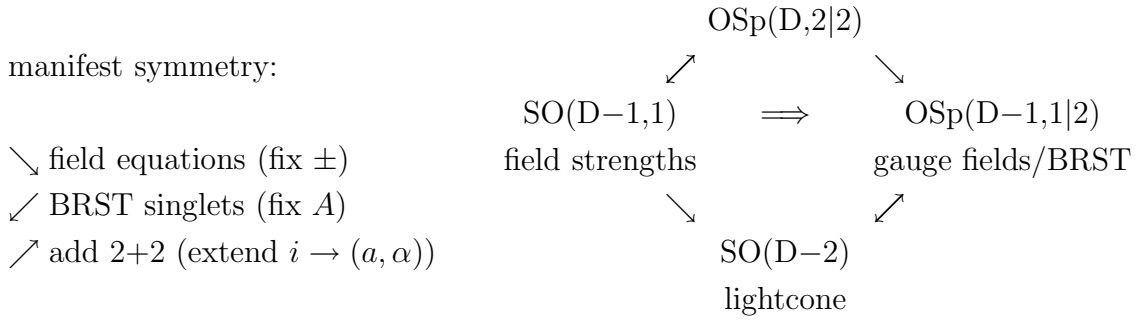 OSp(D,2|2)
manifest symmetry:
↙↗ ↘
SO(D−1,1) ⟹ OSp(D−1,1|2)
↘ field equations (fix ±) field strengths gauge fields/BRST
↙ BRST singlets (fix A) ↘ ↙↗
↗ add 2+2 (extend i → (a, α)) SO(D−2)
lightcone